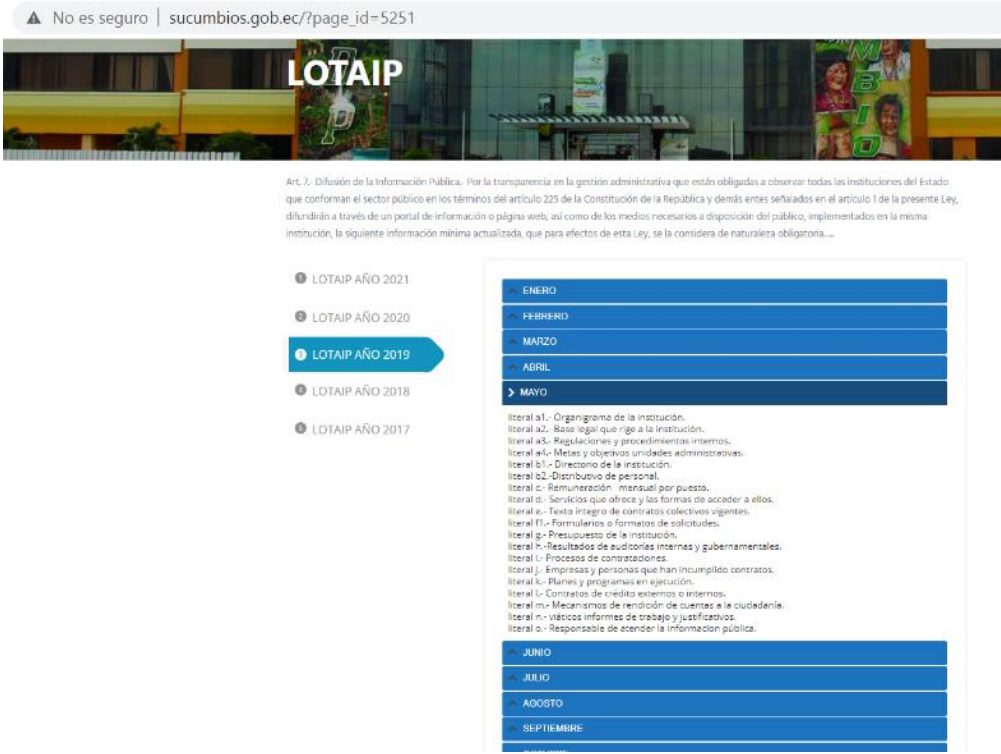 No es seguro | sucumbios.gob.ec/?page_id=5251
LOTAIP
MBIO
Art. 7.- Difusión de la Información Pública.- Por la transparencia en la gestión administrativa que están obligadas a observar todas las instituciones del Estado
que conforman el sector público en los términos del artículo 225 de la Constitución de la República y demás entes señalados en el artículo 1 de la presente Ley,
difundirán a través de un portal de información o página web, así como de los medios necesarios a disposición del público, implementados en la misma
institución, la siguiente información mínima actualizada, que para efectos de esta Ley, se la considera de naturaleza obligatoria.....
1 LOTAIP AÑO 2021
2 LOTAIP AÑO 2020
3 LOTAIP AÑO 2019
4 LOTAIP AÑO 2018
5 LOTAIP AÑO 2017
ENERO
FEBRERO
MARZO
ABRIL
MAYO
literal a1.- Organigrama de la institución.
literal a2.- Base legal que rige a la institución.
literal a3.- Regulaciones y procedimientos internos.
literal a4.- Metas y objetivos unidades administrativas.
literal b1.- Directorio de la institución.
literal b2.-Distributivo de personal.
literal c.- Remuneración mensual por puesto.
literal d.- Servicios que ofrece y las formas de acceder a ellos.
literal e.- Texto íntegro de contratos colectivos vigentes.
literal f1.- Formularios o formatos de solicitudes.
literal g.- Presupuesto de la institución.
literal h.-Resultados de auditorías internas y gubernamentales.
literal i.- Procesos de contrataciones.
literal j.- Empresas y personas que han incumplido contratos.
literal k.- Planes y programas en ejecución.
literal l.- Contratos de crédito externos o internos.
literal m.- Mecanismos de rendición de cuentas a la ciudadanía.
literal n.- viáticos informes de trabajo y justificativos.
literal o.- Responsable de atender la informacion pública.
JUNIO
JULIO
AGOSTO
SEPTIEMBRE